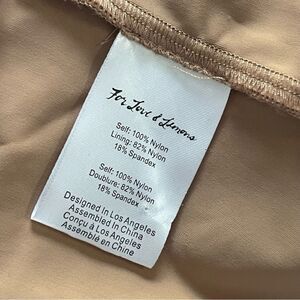 For Love & Lemons
Self: 100% Nylon
Lining: 82% Nylon
18% Spandex
Self: 100% Nylon
Doublure: 82% Nylon
18% Spandex
Designed in Los Angeles
Assembled In China
Conçu à Los Angeles
Assemblé en Chine